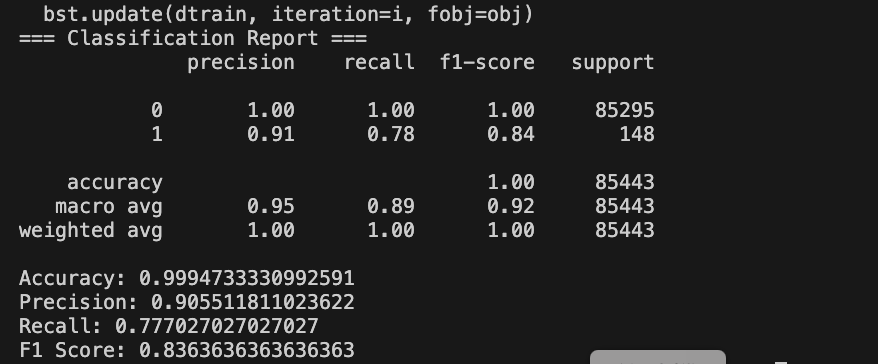 bst.update(dtrain, iteration=i, fobj=obj)
=== Classification Report ===
precision recall f1-score support
0 1.00 1.00 1.00 85295
1 0.91 0.78 0.84 148
accuracy 1.00 85443
macro avg 0.95 0.89 0.92 85443
weighted avg 1.00 1.00 1.00 85443
Accuracy: 0.9994733330992591
Precision: 0.905511811023622
Recall: 0.777027027027027
F1 Score: 0.8363636363636363